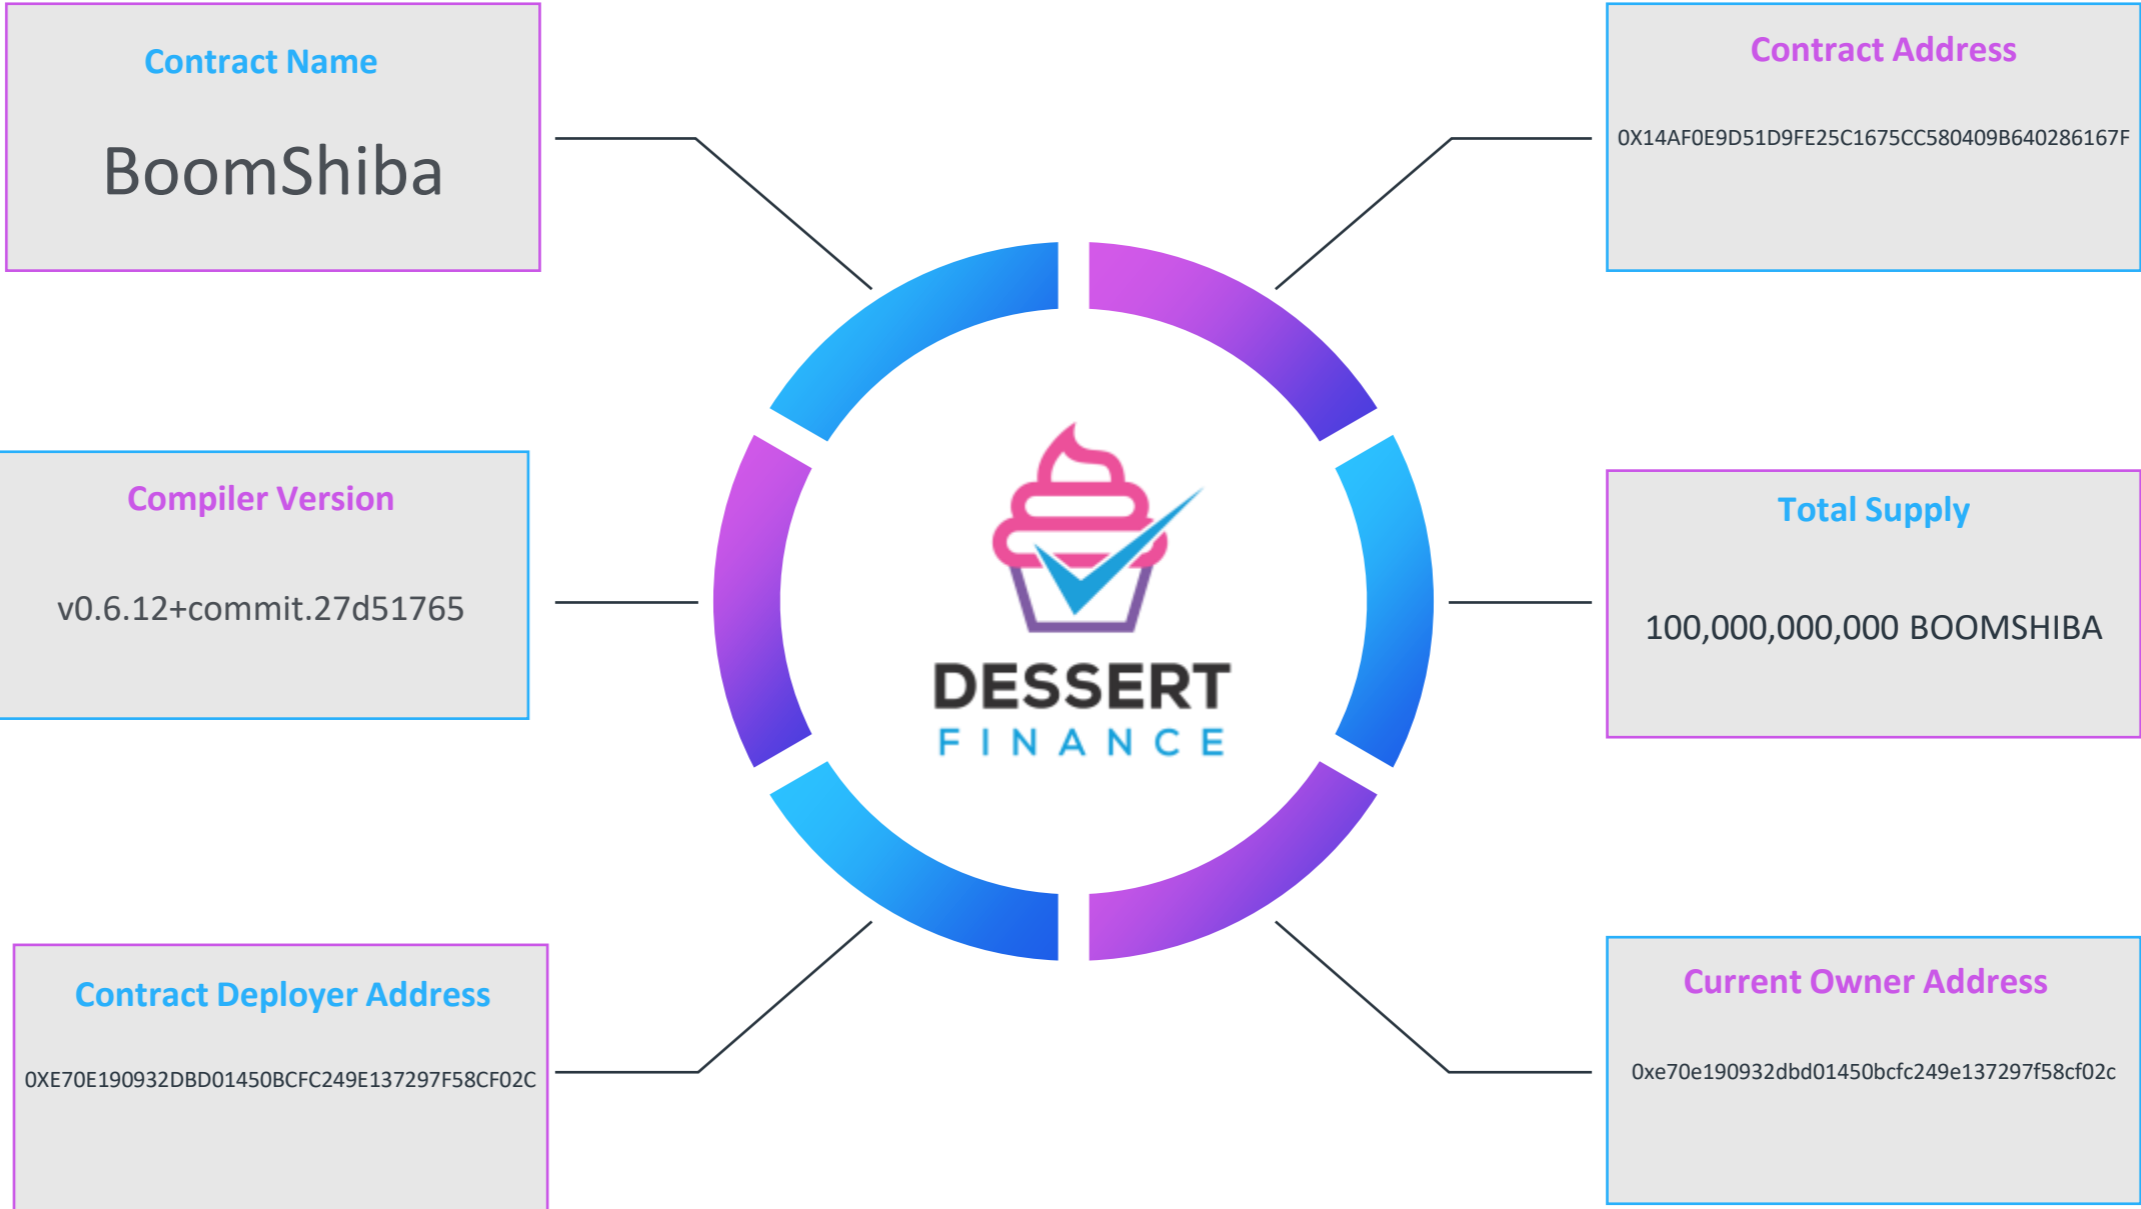 Contract Name
BoomShiba
Contract Address
0X14AF0E9D51D9FE25C1675CC580409B640286167F
Compiler Version
v0.6.12+commit.27d51765
Total Supply
100,000,000,000 BOOMSHIBA
DESSERT
FINANCE
Contract Deployer Address
0XE70E190932DBD01450BCFC249E137297F58CF02C
Current Owner Address
0xe70e190932dbd01450bcfc249e137297f58cf02c